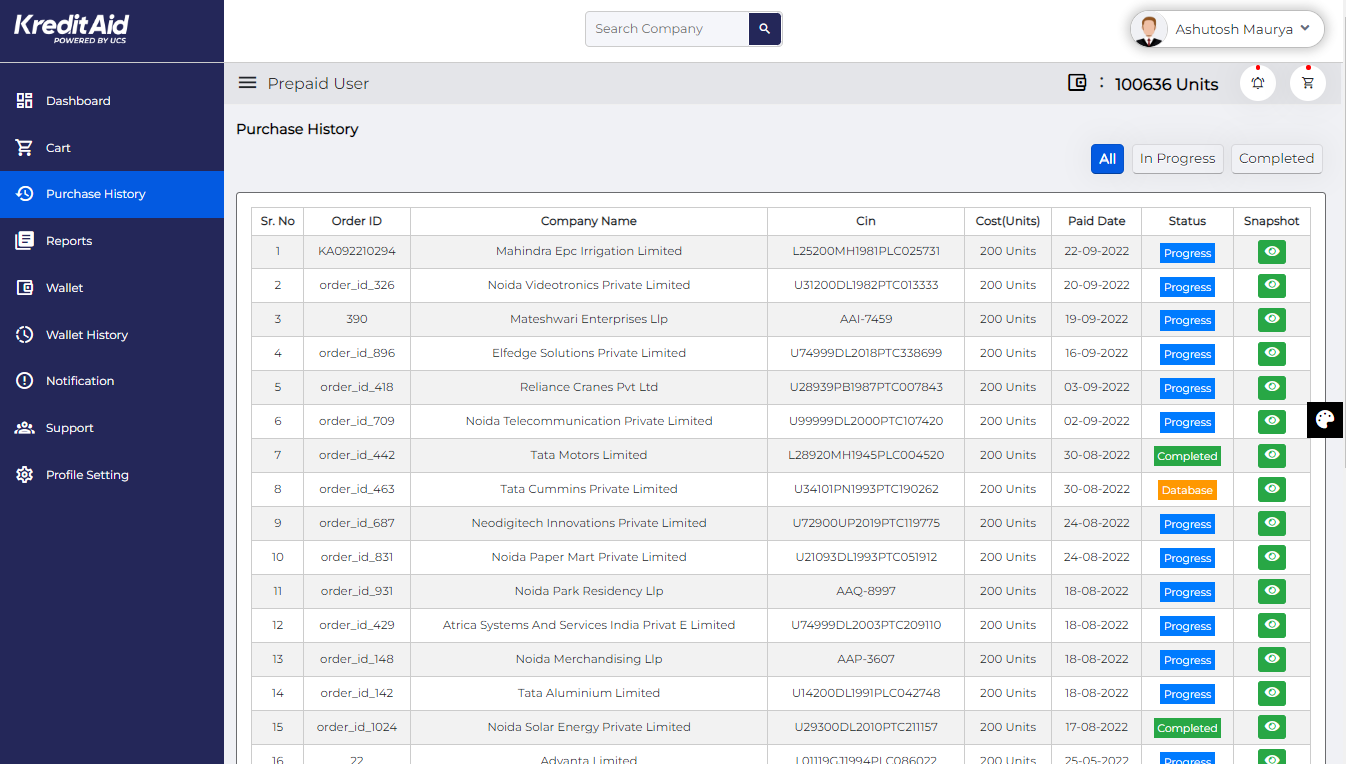 KreditAid
POWERED BY UCS
Search Company
Ashutosh Maurya
Dashboard
Cart
Purchase History
Reports
Wallet
Wallet History
Notification
Support
Profile Setting
Prepaid User
: 100636 Units
Purchase History
All In Progress Completed
Sr. No Order ID Company Name Cin Cost(Units) Paid Date Status Snapshot
1 KA092210294 Mahindra Epc Irrigation Limited L25200MH1981PLC025731 200 Units 22-09-2022 Progress
2 order_id_326 Noida Videotronics Private Limited U31200DL1982PTC013333 200 Units 20-09-2022 Progress
3 390 Mateshwari Enterprises Llp AAI-7459 200 Units 19-09-2022 Progress
4 order_id_896 Elfedge Solutions Private Limited U74999DL2018PTC338699 200 Units 16-09-2022 Progress
5 order_id_418 Reliance Cranes Pvt Ltd U28939PB1987PTC007843 200 Units 03-09-2022 Progress
6 order_id_709 Noida Telecommunication Private Limited U99999DL2000PTC107420 200 Units 02-09-2022 Progress
7 order_id_442 Tata Motors Limited L28920MH1945PLC004520 200 Units 30-08-2022 Completed
8 order_id_463 Tata Cummins Private Limited U34101PN1993PTC190262 200 Units 30-08-2022 Database
9 order_id_687 Neodigitech Innovations Private Limited U72900UP2019PTC119775 200 Units 24-08-2022 Progress
10 order_id_831 Noida Paper Mart Private Limited U21093DL1993PTC051912 200 Units 24-08-2022 Progress
11 order_id_931 Noida Park Residency Llp AAQ-8997 200 Units 18-08-2022 Progress
12 order_id_429 Atrica Systems And Services India Privat E Limited U74999DL2003PTC209110 200 Units 18-08-2022 Progress
13 order_id_148 Noida Merchandising Llp AAP-3607 200 Units 18-08-2022 Progress
14 order_id_142 Tata Aluminium Limited U14200DL1991PLC042748 200 Units 18-08-2022 Progress
15 order_id_1024 Noida Solar Energy Private Limited U29300DL2010PTC211157 200 Units 17-08-2022 Completed
16 22 Advanta Limited L01119GJ1994PLC086022 200 Units 25-05-2022 Progress